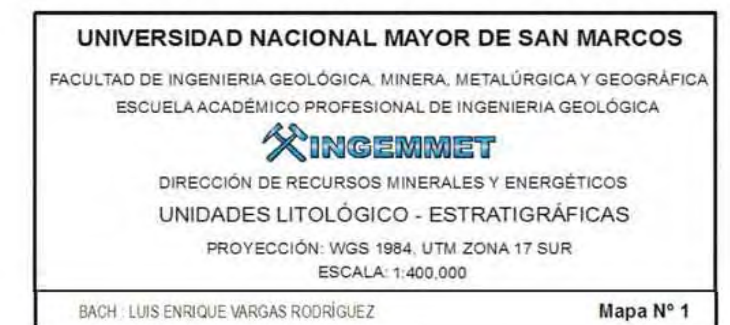 UNIVERSIDAD NACIONAL MAYOR DE SAN MARCOS
FACULTAD DE INGENIERIA GEOLÓGICA, MINERA, METALÚRGICA Y GEOGRÁFICA
ESCUELA ACADÉMICO PROFESIONAL DE INGENIERIA GEOLÓGICA
INGEMMET
DIRECCIÓN DE RECURSOS MINERALES Y ENERGÉTICOS
UNIDADES LITOLÓGICO - ESTRATIGRÁFICAS
PROYECCIÓN: WGS 1984, UTM ZONA 17 SUR
ESCALA: 1:400,000
BACH : LUIS ENRIQUE VARGAS RODRÍGUEZ Mapa Nº 1